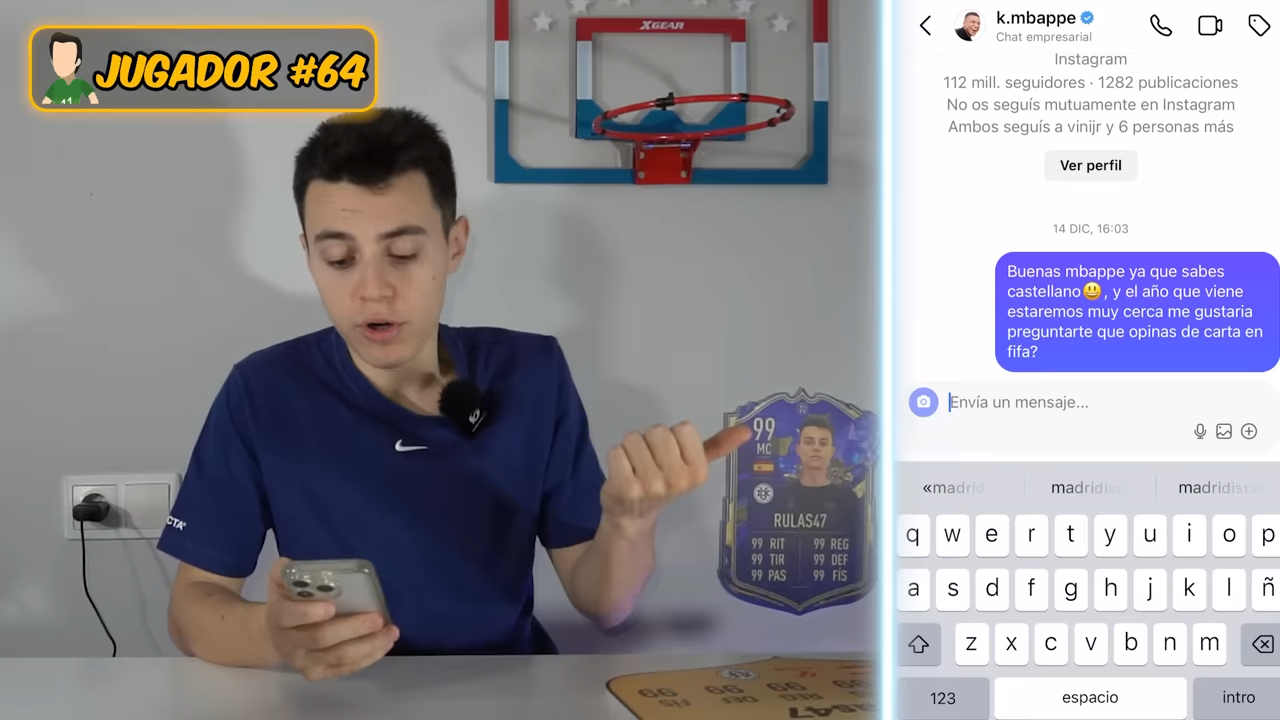 JUGADOR #64
XGEAR
99
MC
RULAS47
99 RIT 99 REG
99 TIR 99 DEF
99 PAS 99 FÍS
k.mbappe
Chat empresarial
Instagram
112 mill. seguidores · 1282 publicaciones
No os seguís mutuamente en Instagram
Ambos seguís a vinijr y 6 personas más
Ver perfil
14 DIC, 16:03
Buenas mbappe ya que sabes
castellano😃, y el año que viene
estaremos muy cerca me gustaria
preguntarte que opinas de carta en
fifa?
Envía un mensaje...
«madrid madridis madridista
q w e r t y u i o p
a s d f g h j k l ñ
z x c v b n m
123 espacio intro